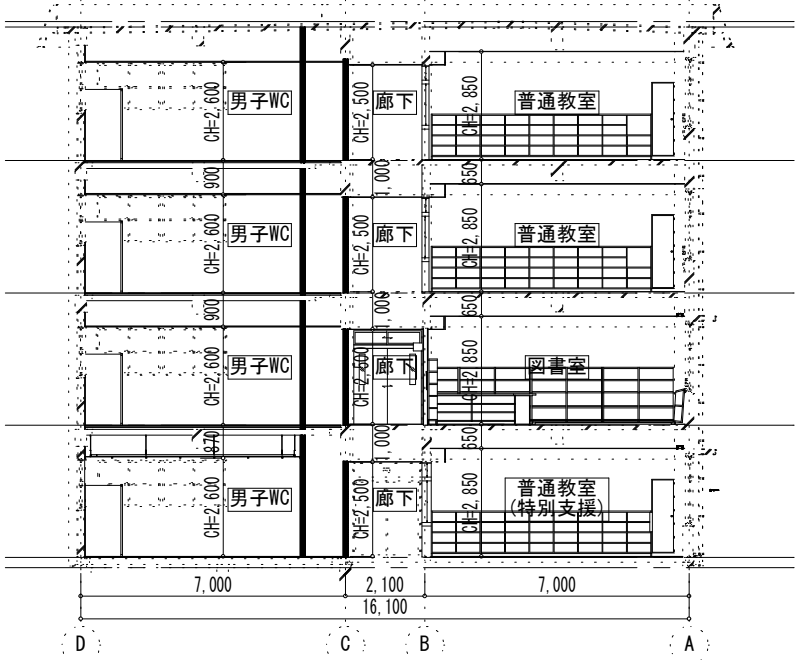 CH=2,600
男子WC
CH=2,500
廊下
CH=2,850
普通教室
900
1,000
650
CH=2,600
男子WC
CH=2,500
廊下
CH=2,850
普通教室
900
1,000
650
CH=2,600
男子WC
廊下
CH=2,850
図書室
870
1,000
650
CH=2,600
男子WC
CH=2,500
廊下
CH=2,850
普通教室
(特別支援)
7,000
2,100
7,000
16,100
D
C
B
A